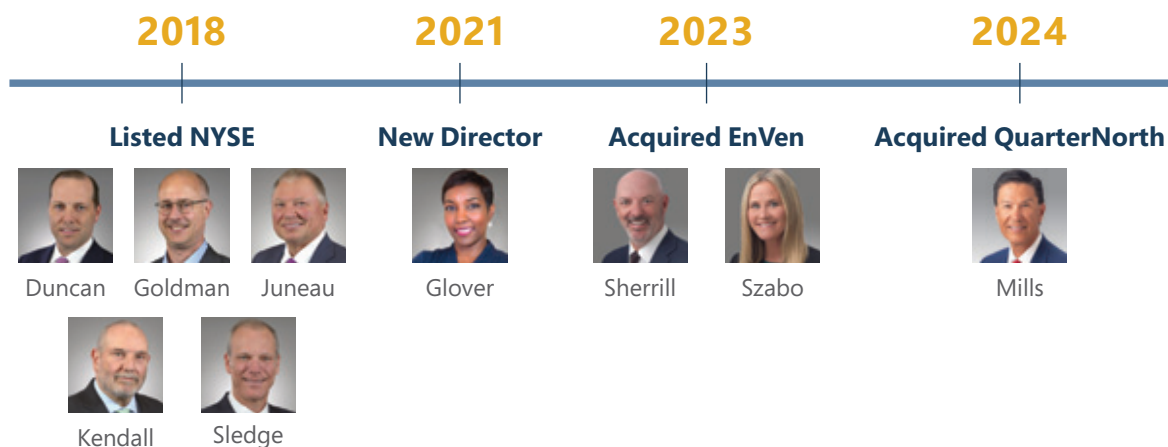 2018 2021 2023 2024
Listed NYSE New Director Acquired EnVen Acquired QuarterNorth
Duncan Goldman Juneau Glover Sherrill Szabo Mills
Kendall Sledge